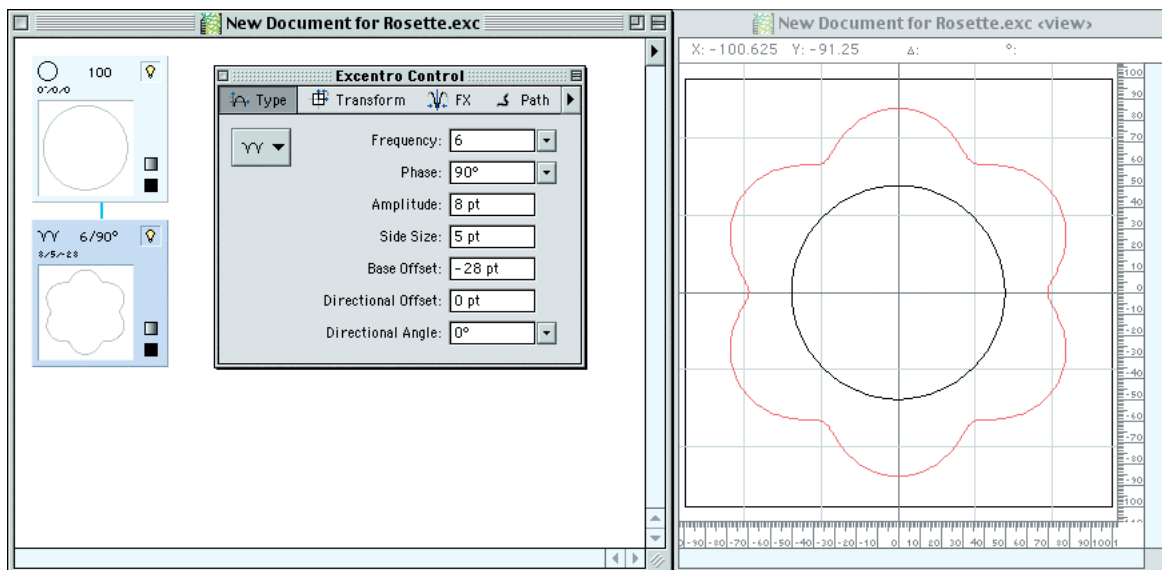 New Document for Rosette.exc
100
0°/0/0
6/90°
8/5/-28
Excentro Control
Type Transform FX Path
Frequency: 6
Phase: 90°
Amplitude: 8 pt
Side Size: 5 pt
Base Offset: -28 pt
Directional Offset: 0 pt
Directional Angle: 0°
New Document for Rosette.exc <view>
X: -100.625 Y: -91.25 Δ: °:
100
90
80
70
60
50
40
30
20
10
0
-10
-20
-30
-40
-50
-60
-70
-80
-90
-100
-90 -80 -70 -60 -50 -40 -30 -20 -10 0 10 20 30 40 50 60 70 80 90 100